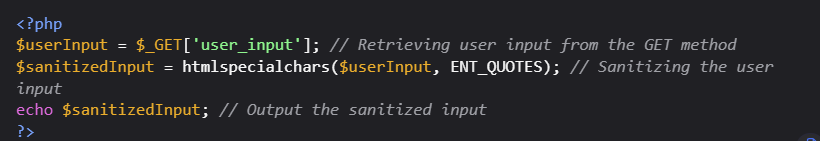 <?php
$userInput = $_GET['user_input']; // Retrieving user input from the GET method
$sanitizedInput = htmlspecialchars($userInput, ENT_QUOTES); // Sanitizing the user
input
echo $sanitizedInput; // Output the sanitized input
?>